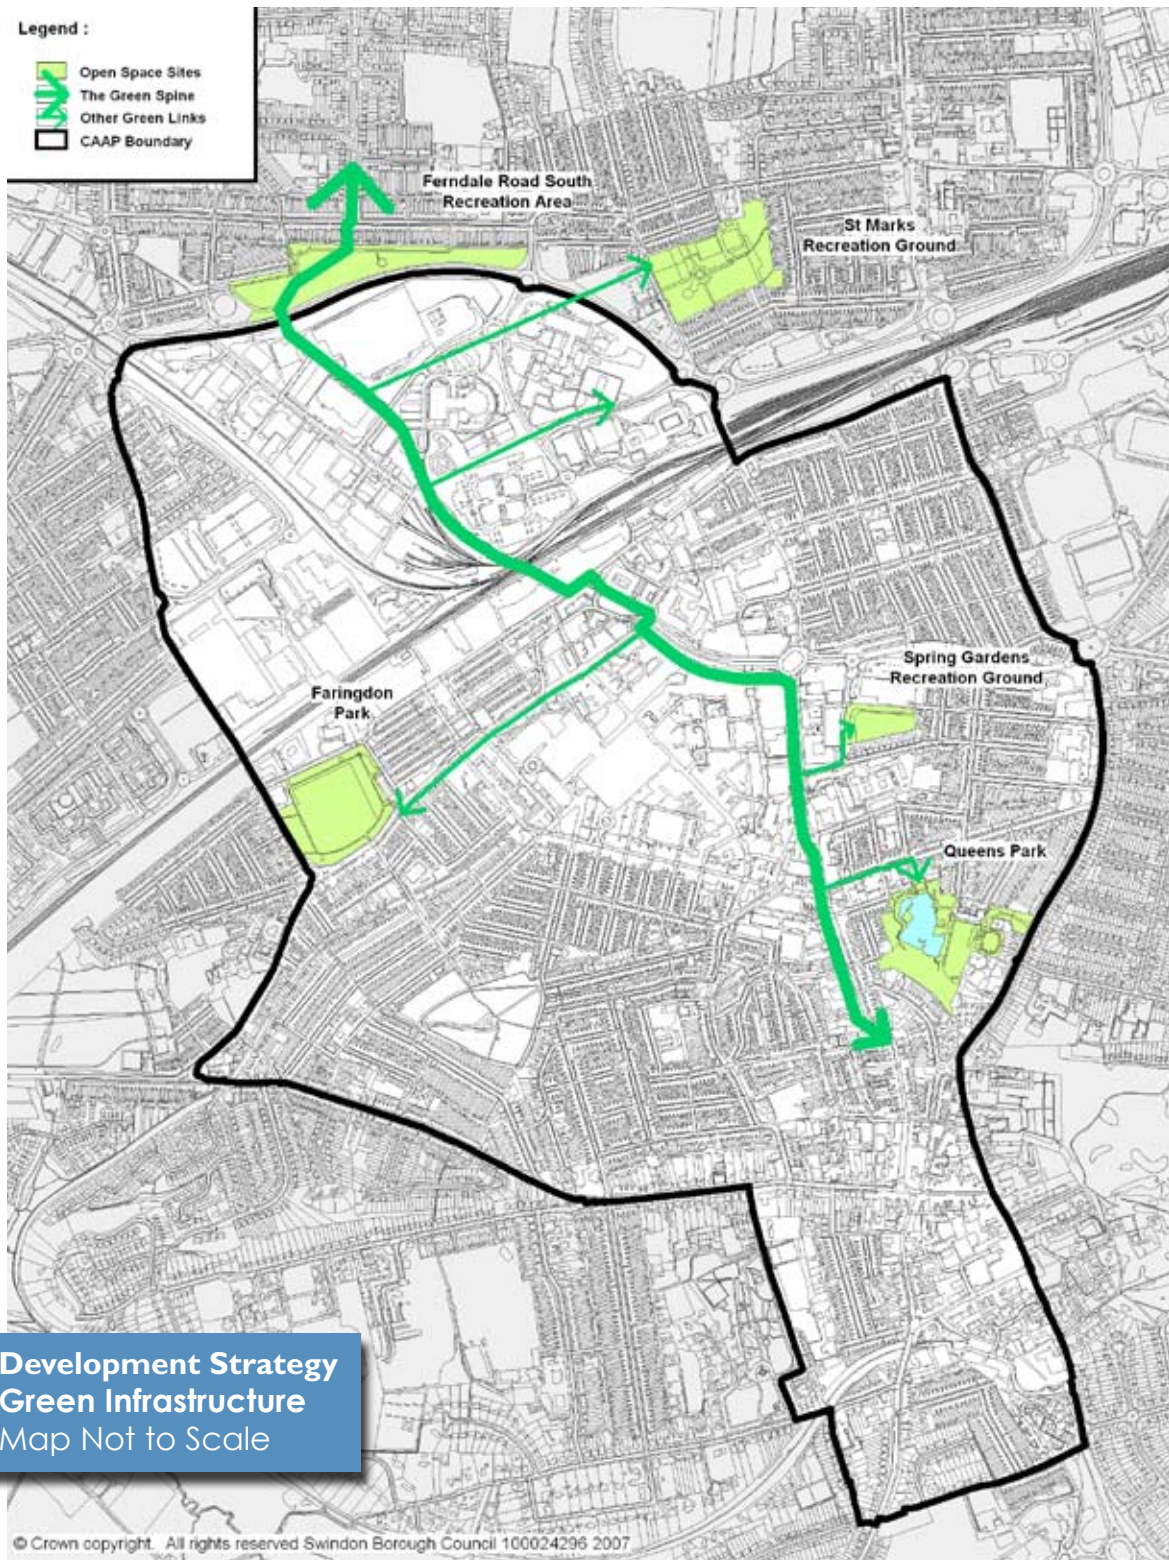 Legend :
Open Space Sites
The Green Spine
Other Green Links
CAAP Boundary
Ferndale Road South
Recreation Area
St Marks
Recreation Ground
Spring Gardens
Recreation Ground
Faringdon
Park
Queens Park
Development Strategy
Green Infrastructure
Map Not to Scale
© Crown copyright. All rights reserved Swindon Borough Council 100024296 2007